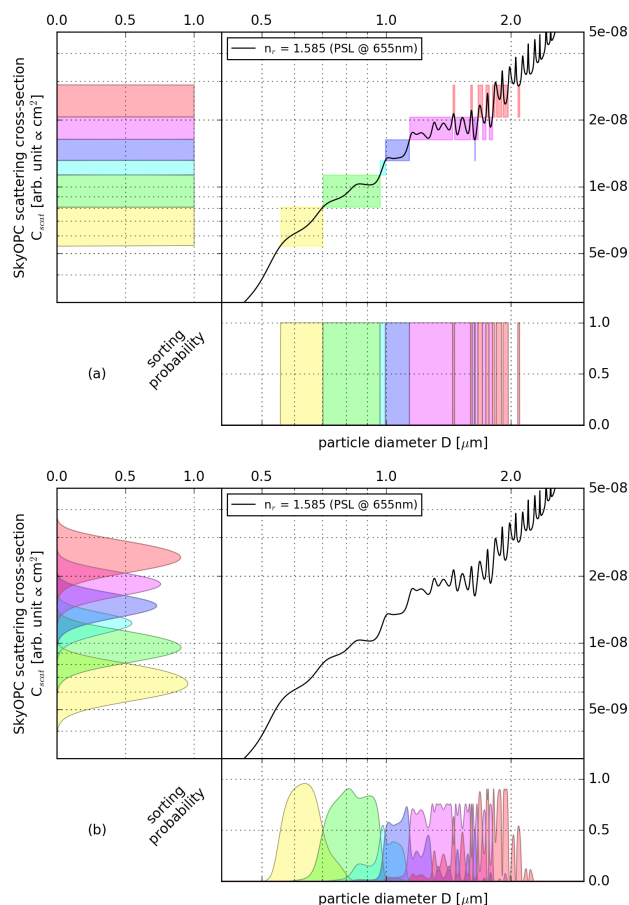 0.0 0.5 1.0 0.5 1.0 2.0
n_r = 1.585 (PSL @ 655nm)
5e-08
2e-08
1e-08
5e-09
SkyOPC scattering cross-section
C_scat [arb. unit ∝ cm²]
sorting
probability
(a)
1.0
0.5
0.0
particle diameter D [μm]
0.0 0.5 1.0 0.5 1.0 2.0
n_r = 1.585 (PSL @ 655nm)
5e-08
2e-08
1e-08
5e-09
SkyOPC scattering cross-section
C_scat [arb. unit ∝ cm²]
sorting
probability
(b)
1.0
0.5
0.0
particle diameter D [μm]